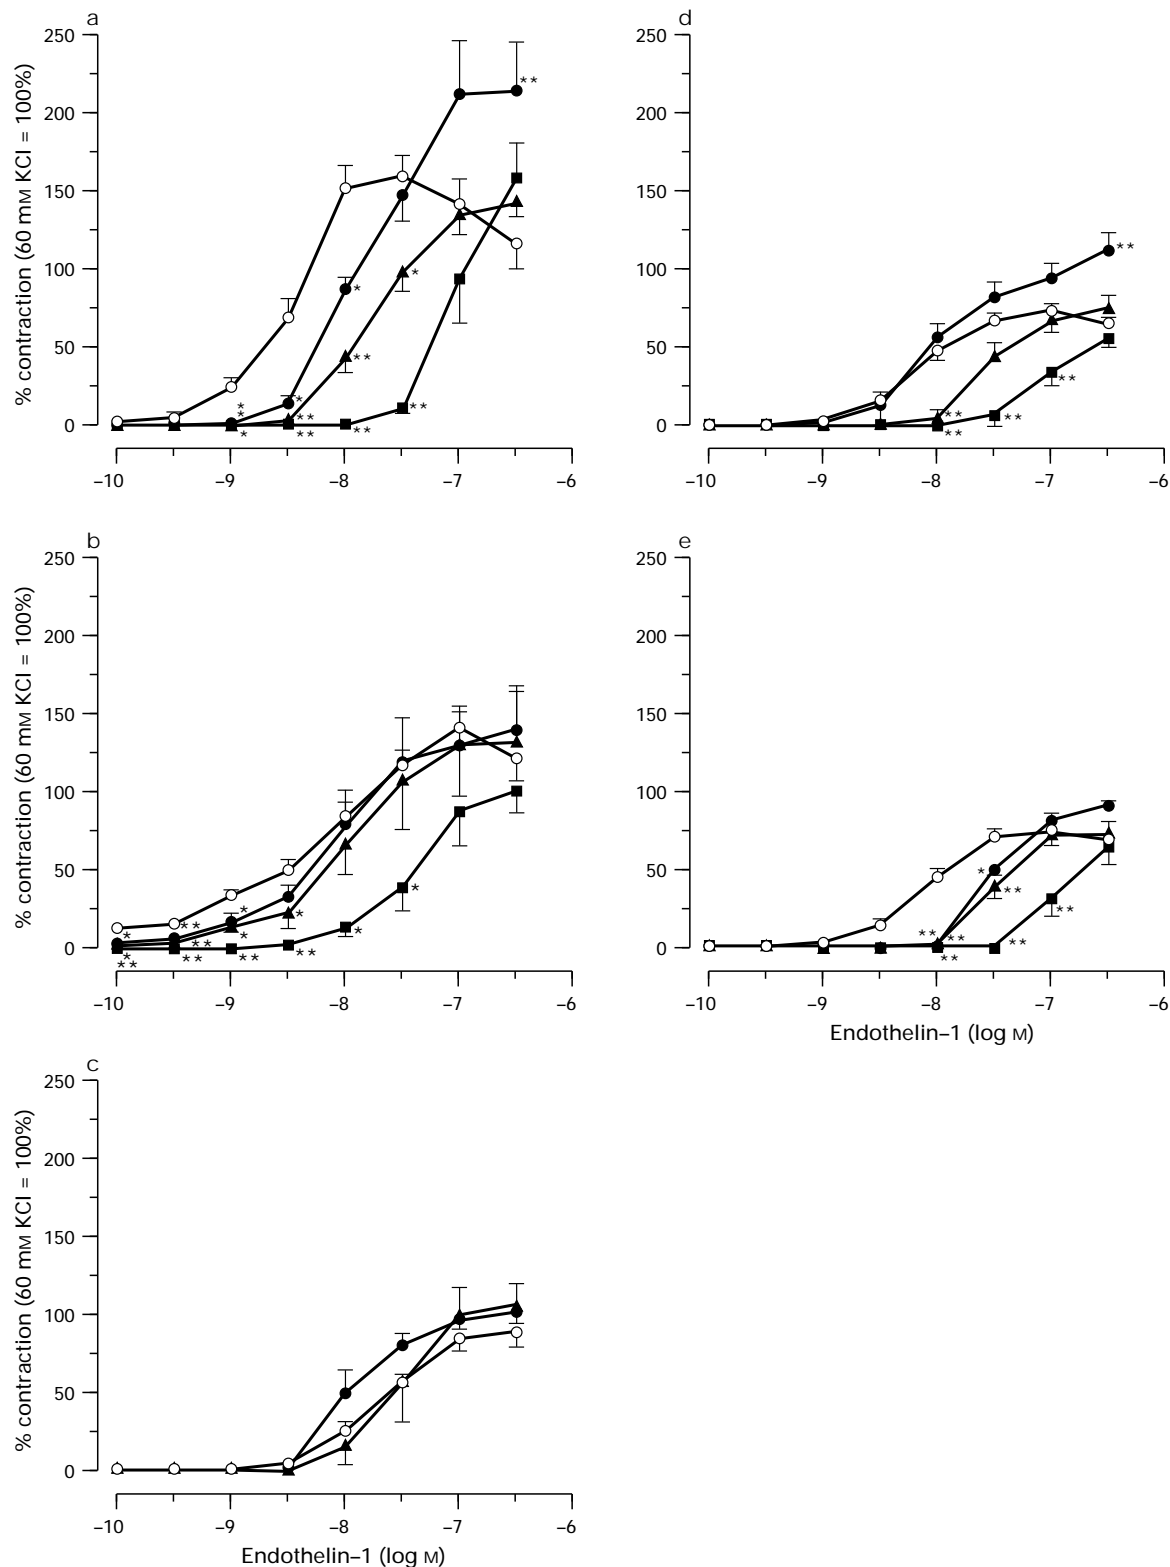 a
% contraction (60 mM KCl = 100%)
250
200
150
100
50
0
* * ** * * * ** * ** ** * ** ** **
–10 –9 –8 –7 –6
d
250
200
150
100
50
0
** ** ** ** ** **
–10 –9 –8 –7 –6
b
% contraction (60 mM KCl = 100%)
250
200
150
100
50
0
* * ** ** ** ** * * ** * ** * *
–10 –9 –8 –7 –6
e
250
200
150
100
50
0
** ** ** * ** ** **
–10 –9 –8 –7 –6
Endothelin–1 (log M)
c
% contraction (60 mM KCl = 100%)
250
200
150
100
50
0
–10 –9 –8 –7 –6
Endothelin–1 (log M)